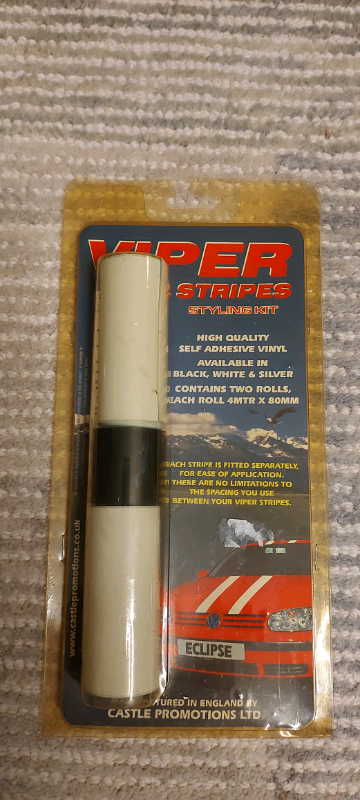 VIPER
STRIPES
STYLING KIT
HIGH QUALITY
SELF ADHESIVE VINYL
AVAILABLE IN
BLACK, WHITE & SILVER
CONTAINS TWO ROLLS,
EACH ROLL 4MTR X 80MM
EACH STRIPE IS FITTED SEPARATELY,
FOR EASE OF APPLICATION.
THERE ARE NO LIMITATIONS TO
THE SPACING YOU USE
BETWEEN YOUR VIPER STRIPES.
www.castlepromotions.co.uk
ECLIPSE
TURED IN ENGLAND BY
CASTLE PROMOTIONS LTD